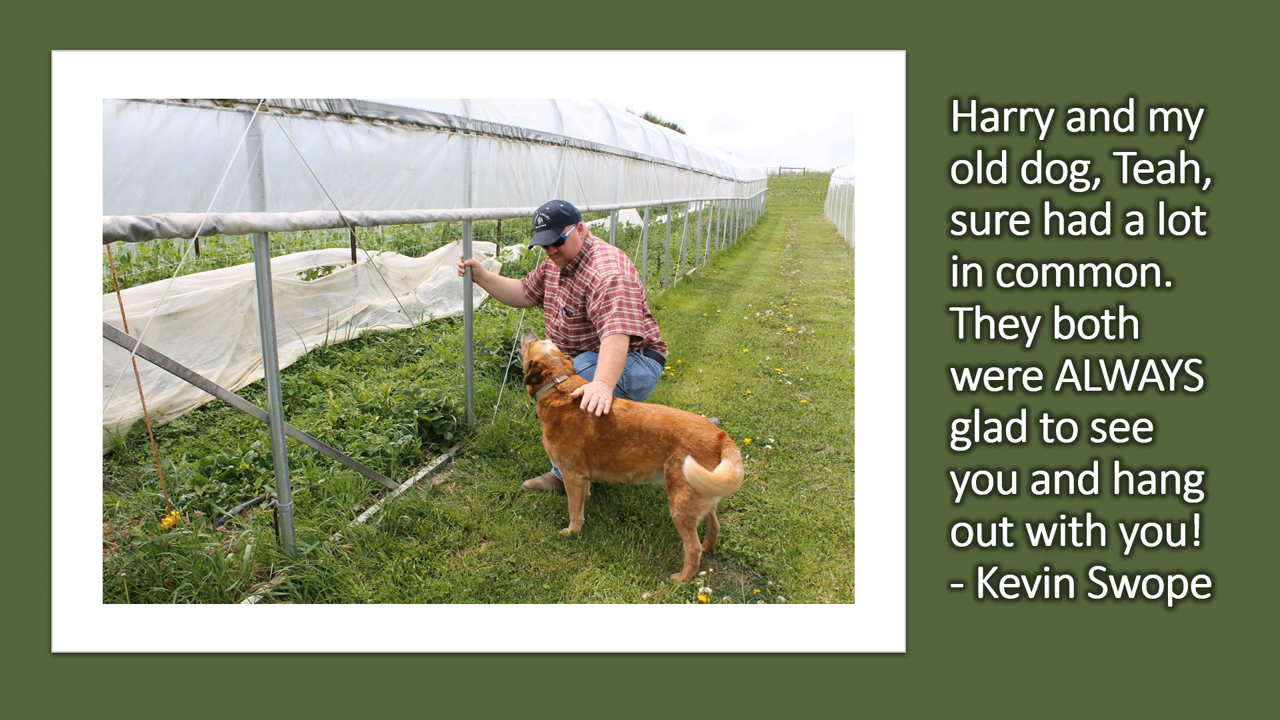 Harry and my
old dog, Teah,
sure had a lot
in common.
They both
were ALWAYS
glad to see
you and hang
out with you!
- Kevin Swope